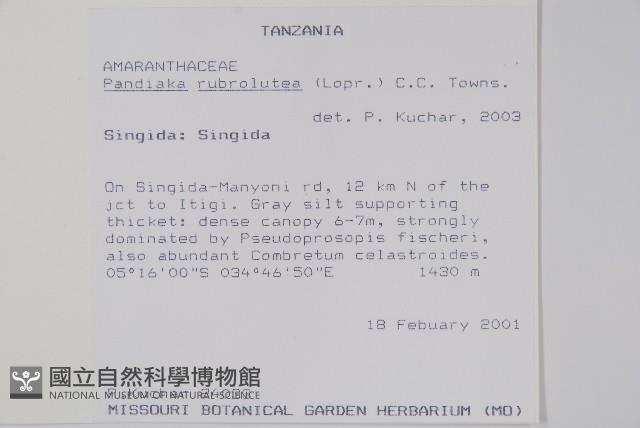 TANZANIA
AMARANTHACEAE
Pandiaka rubrolutea (Lopr.) C.C. Towns.
det. P. Kuchar, 2003
Singida: Singida
On Singida-Manyoni rd, 12 km N of the
jct to Itigi. Gray silt supporting
thicket: dense canopy 6-7m, strongly
dominated by Pseudoprosopis fischeri,
also abundant Combretum celastroides.
05°16'00"S 034°46'50"E 1430 m
18 Febuary 2001
國立自然科學博物館
NATIONAL MUSEUM OF NATURAL SCIENCE
P. Kuchar
MISSOURI BOTANICAL GARDEN HERBARIUM (MO)